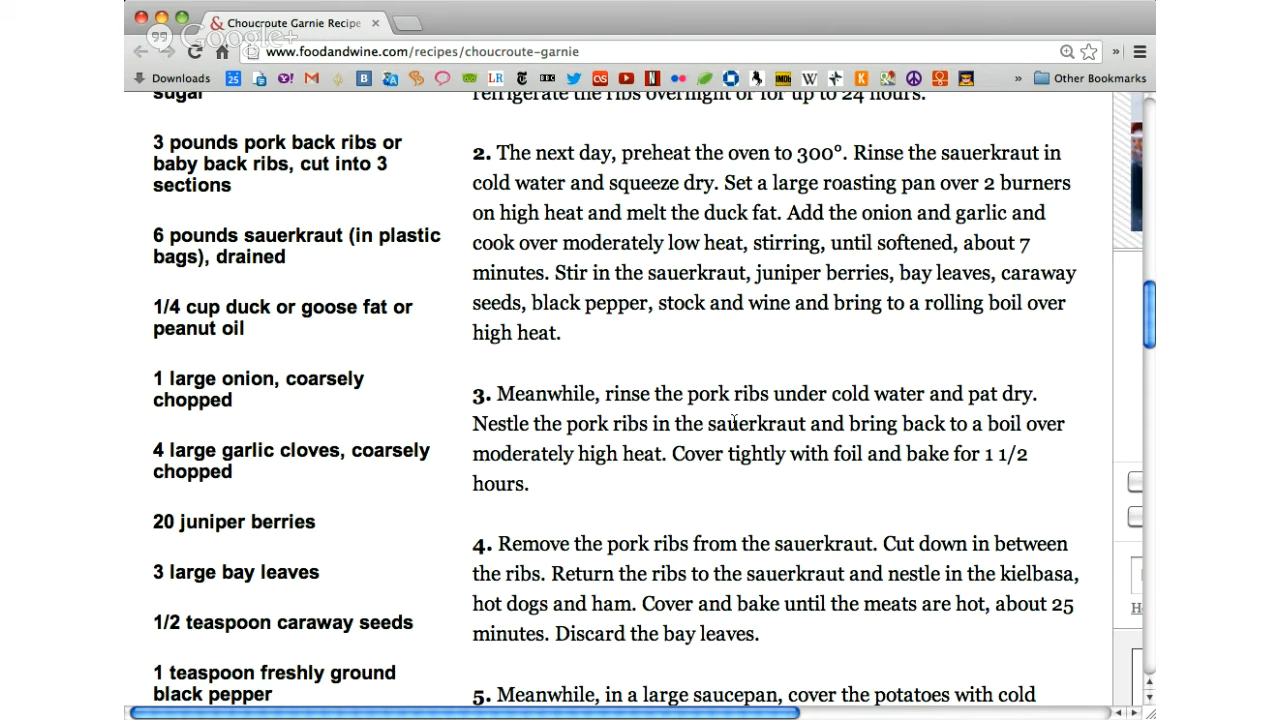 Choucroute Garnie Recipe
Google+
www.foodandwine.com/recipes/choucroute-garnie
Downloads
Other Bookmarks
sugar
3 pounds pork back ribs or
baby back ribs, cut into 3
sections
6 pounds sauerkraut (in plastic
bags), drained
1/4 cup duck or goose fat or
peanut oil
1 large onion, coarsely
chopped
4 large garlic cloves, coarsely
chopped
20 juniper berries
3 large bay leaves
1/2 teaspoon caraway seeds
1 teaspoon freshly ground
black pepper
refrigerate the ribs overnight or for up to 24 hours.
2. The next day, preheat the oven to 300°. Rinse the sauerkraut in
cold water and squeeze dry. Set a large roasting pan over 2 burners
on high heat and melt the duck fat. Add the onion and garlic and
cook over moderately low heat, stirring, until softened, about 7
minutes. Stir in the sauerkraut, juniper berries, bay leaves, caraway
seeds, black pepper, stock and wine and bring to a rolling boil over
high heat.
3. Meanwhile, rinse the pork ribs under cold water and pat dry.
Nestle the pork ribs in the sauerkraut and bring back to a boil over
moderately high heat. Cover tightly with foil and bake for 1 1/2
hours.
4. Remove the pork ribs from the sauerkraut. Cut down in between
the ribs. Return the ribs to the sauerkraut and nestle in the kielbasa,
hot dogs and ham. Cover and bake until the meats are hot, about 25
minutes. Discard the bay leaves.
5. Meanwhile, in a large saucepan, cover the potatoes with cold